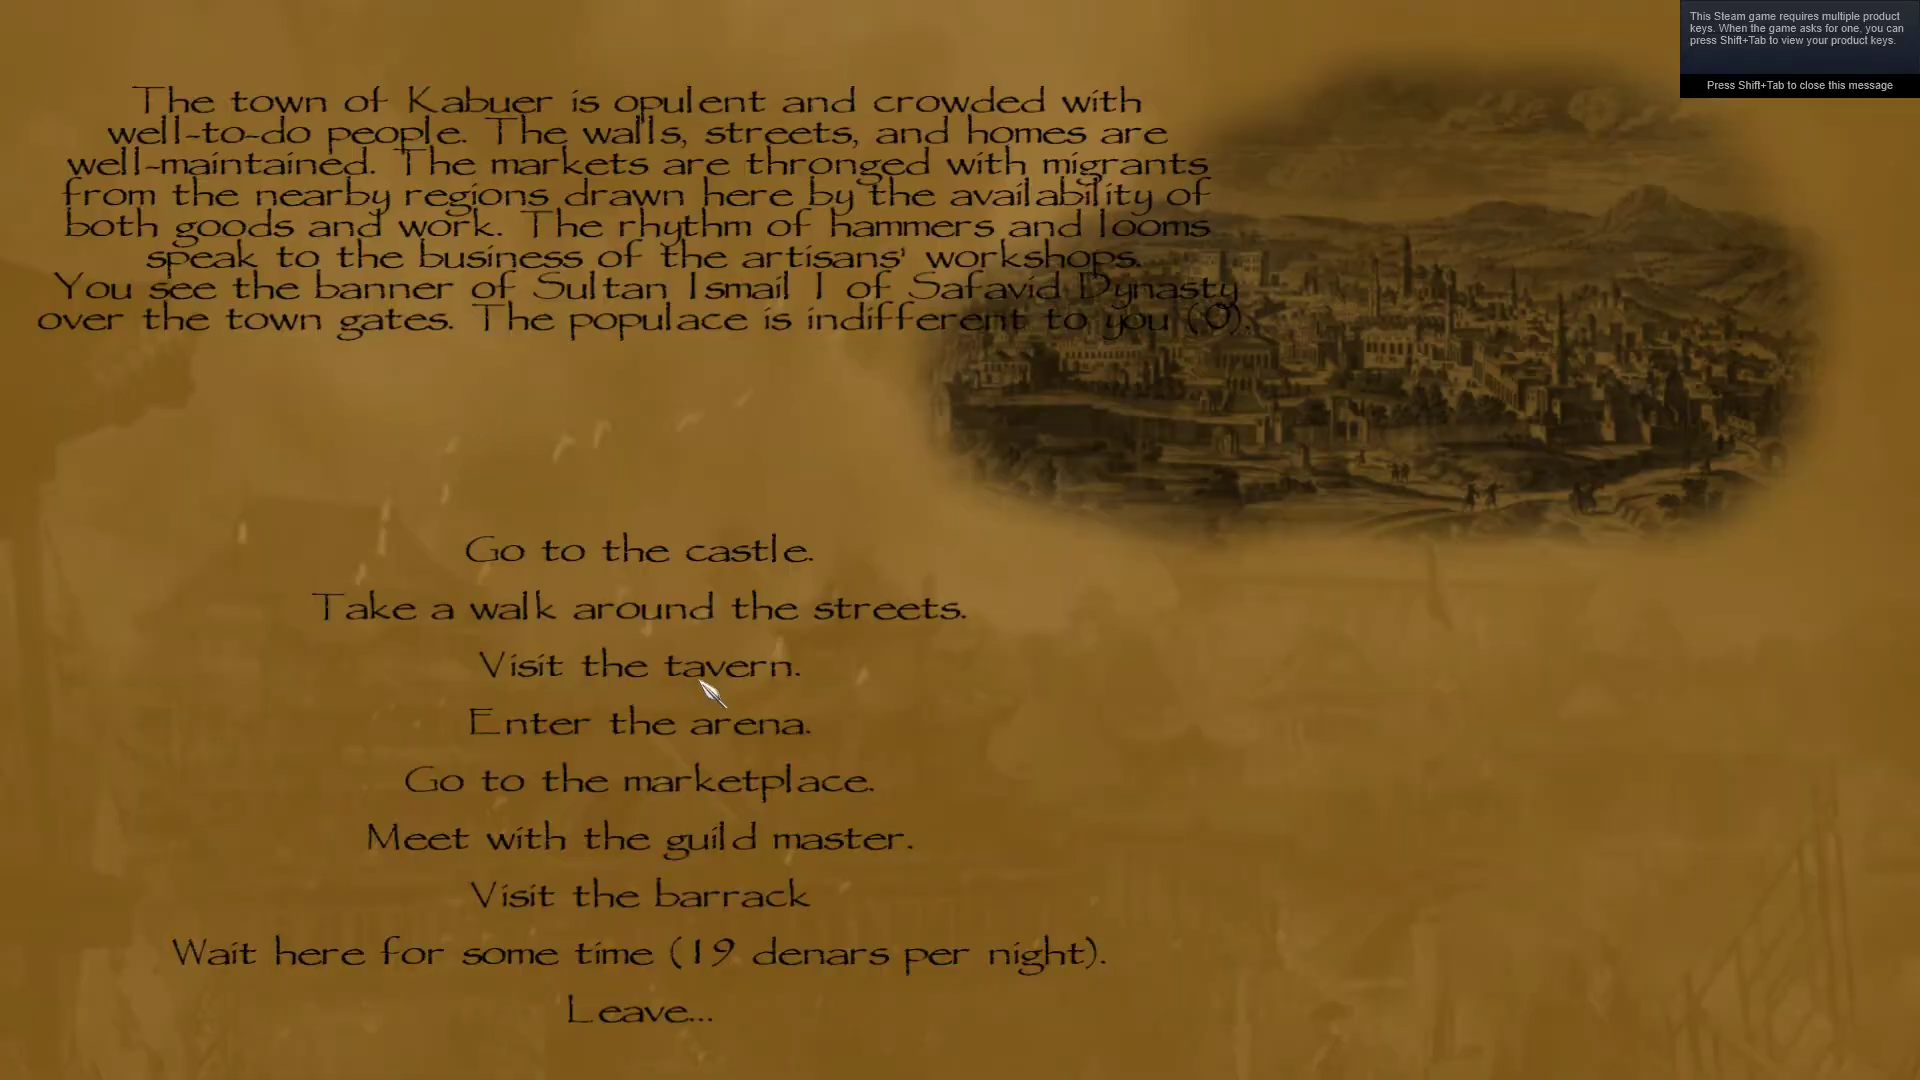 This Steam game requires multiple product
keys. When the game asks for one, you can
press Shift+Tab to view your product keys.
Press Shift+Tab to close this message
The town of Kabuer is opulent and crowded with
well-to-do people. The walls, streets, and homes are
well-maintained. The markets are thronged with migrants
from the nearby regions drawn here by the availability of
both goods and work. The rhythm of hammers and looms
speak to the business of the artisans' workshops.
You see the banner of Sultan Ismail I of Safavid Dynasty
over the town gates. The populace is indifferent to you (0).
Go to the castle.
Take a walk around the streets.
Visit the tavern.
Enter the arena.
Go to the marketplace.
Meet with the guild master.
Visit the barrack
Wait here for some time (19 denars per night).
Leave...